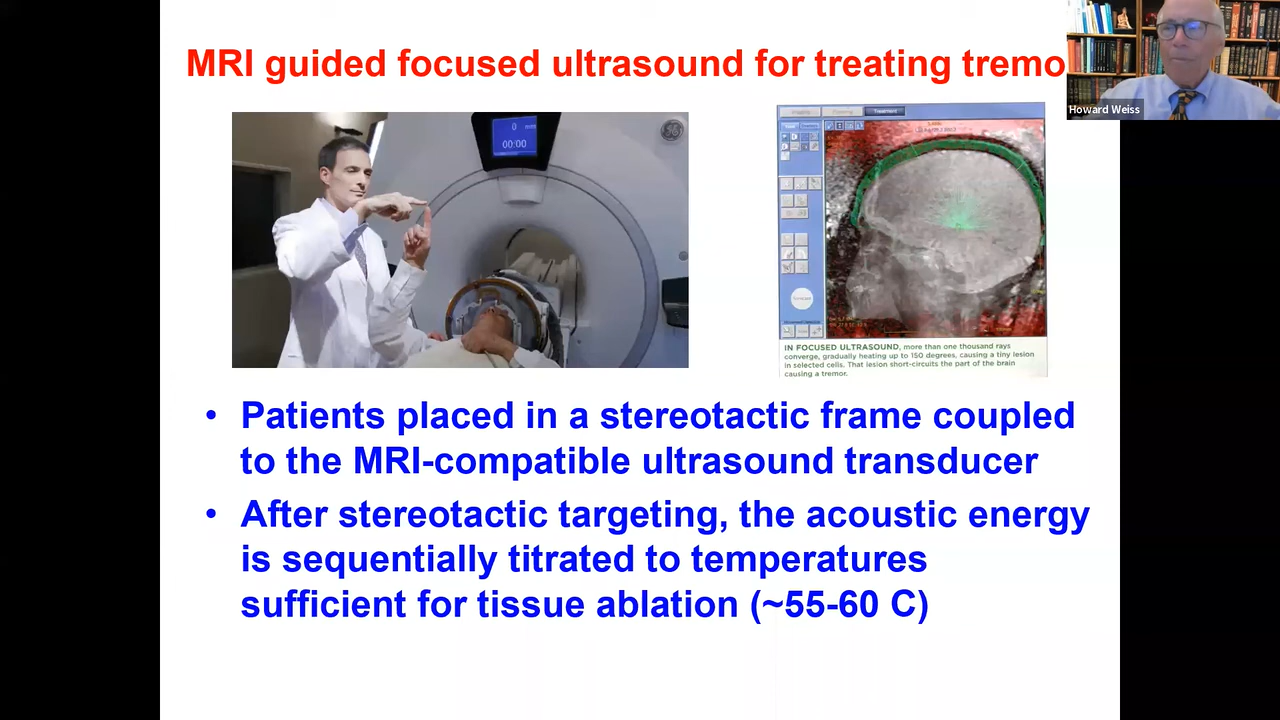 MRI guided focused ultrasound for treating tremo
Howard Weiss
0
00:00
GE
Treatment
IN FOCUSED ULTRASOUND, more than one thousand rays
converge, gradually heating up to 150 degrees, causing a tiny lesion
in selected cells. That lesion short-circuits the part of the brain
causing a tremor.
• Patients placed in a stereotactic frame coupled
to the MRI-compatible ultrasound transducer
• After stereotactic targeting, the acoustic energy
is sequentially titrated to temperatures
sufficient for tissue ablation (~55-60 C)